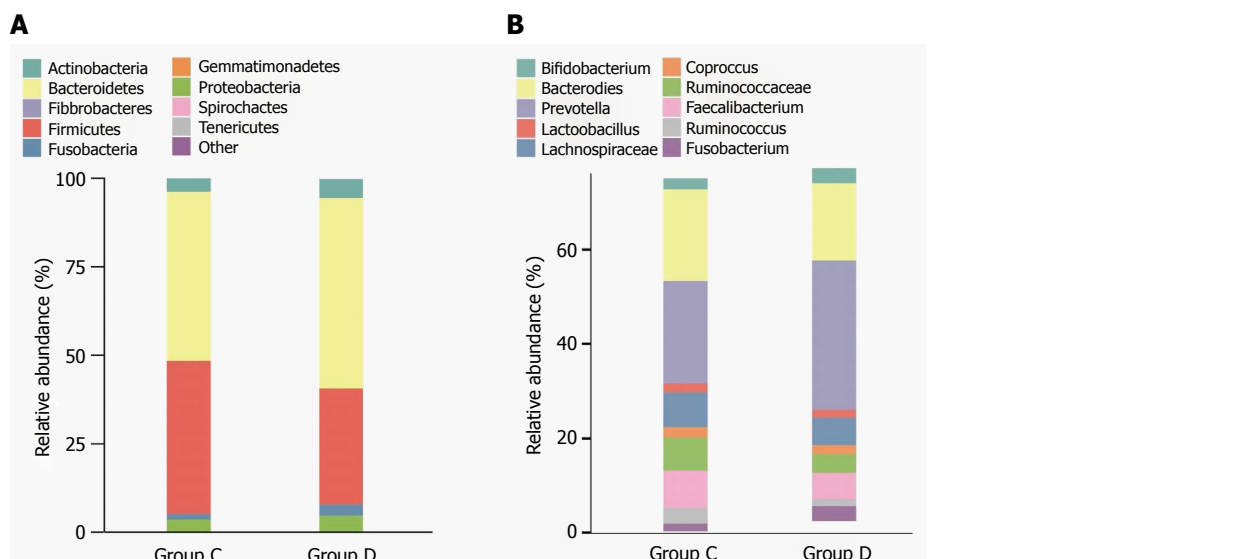 A
Actinobacteria
Bacteroidetes
Fibbrobacteres
Firmicutes
Fusobacteria
Gemmatimonadetes
Proteobacteria
Spirochactes
Tenericutes
Other
Relative abundance (%)
100
75
50
25
0
Group C
Group D
B
Bifidobacterium
Bacterodies
Prevotella
Lactoobacillus
Lachnospiraceae
Coproccus
Ruminoccaceae
Faecalibacterium
Ruminococcus
Fusobacterium
Relative abundance (%)
60
40
20
0
Group C
Group D